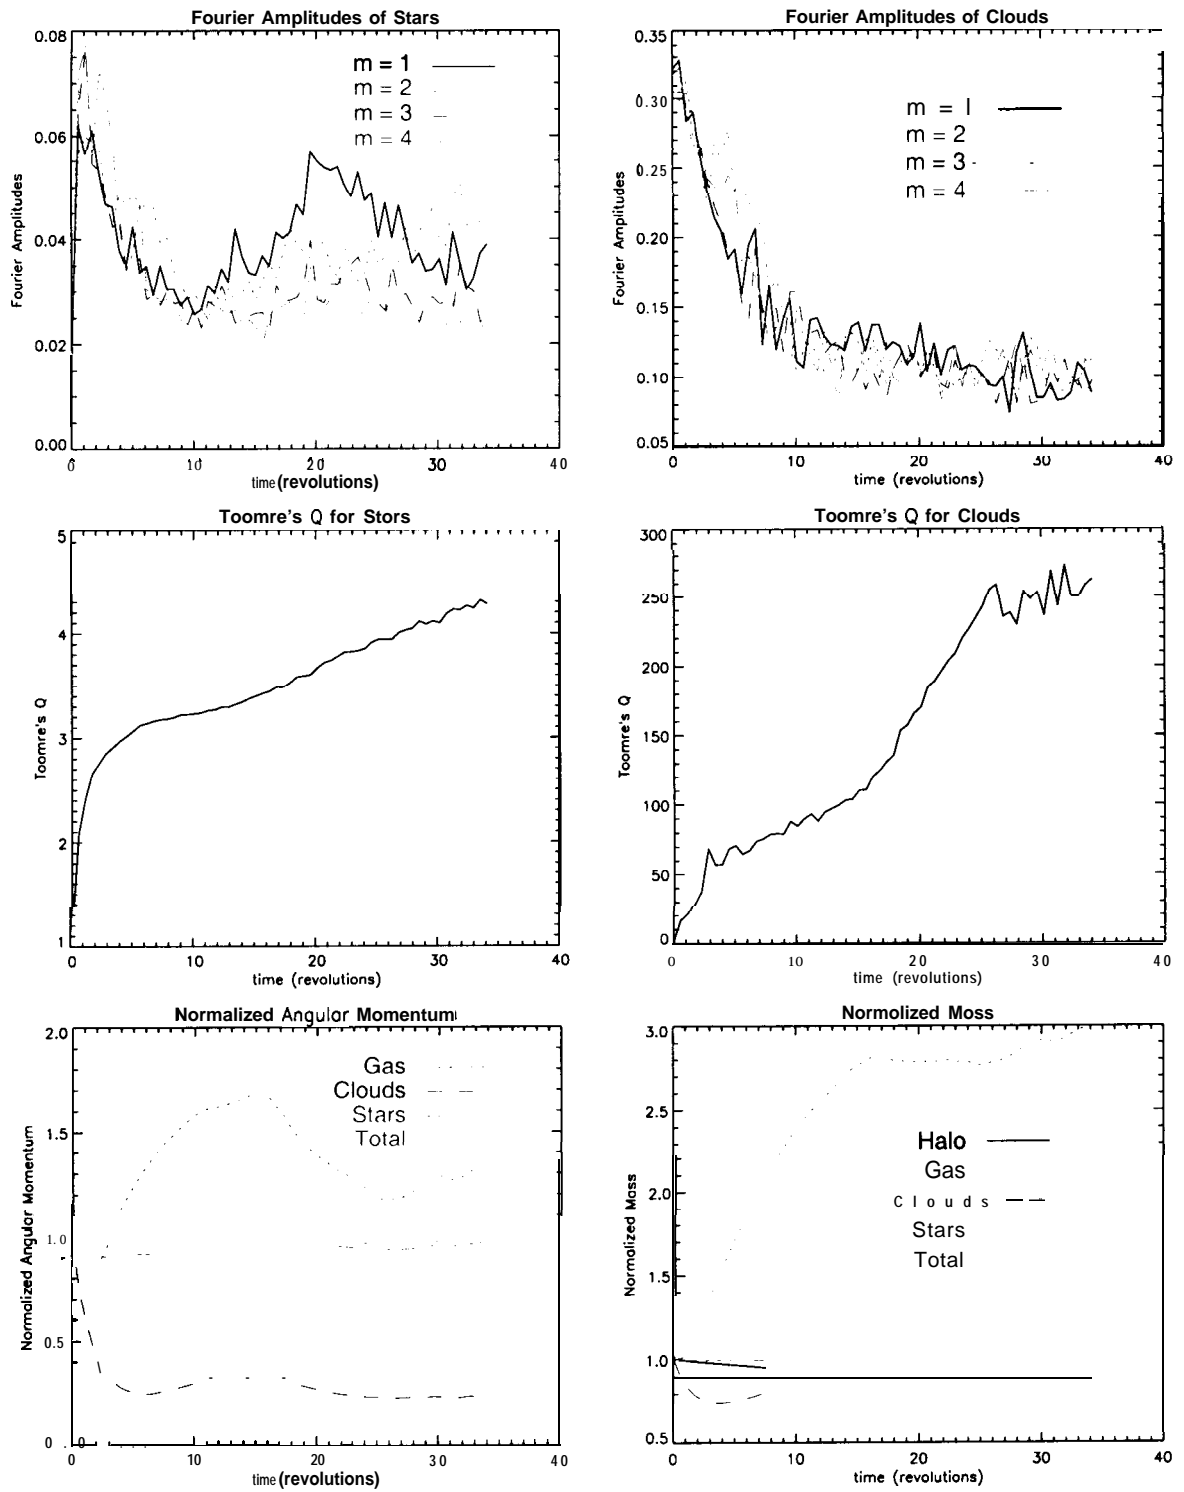 Fourier Amplitudes of Stars
0.08
0.06
0.04
0.02
0.00
Fourier Amplitudes
m = 1
m = 2
m = 3
m = 4
0 10 20 30 40
time (revolutions)
Fourier Amplitudes of Clouds
0.35
0.30
0.25
0.20
0.15
0.10
0.05
Fourier Amplitudes
m = l
m = 2
m = 3
m = 4
0 10 20 30 40
time (revolutions)
Toomre's Q for Stors
5
4
3
2
1
Toomre's Q
0 10 20 30 40
time (revolutions)
Toomre's Q for Clouds
300
250
200
150
100
50
0
Toomre's Q
0 10 20 30 40
time (revolutions)
Normalized Angular Momentum
2.0
1.5
1.0
0.5
0.0
Normalized Angular Momentum
Gas
Clouds
Stars
Total
0 10 20 30 40
time (revolutions)
Normolized Moss
3.0
2.5
2.0
1.5
1.0
0.5
Normalized Mass
Halo
Gas
Clouds
Stars
Total
0 10 20 30 40
time (revolutions)